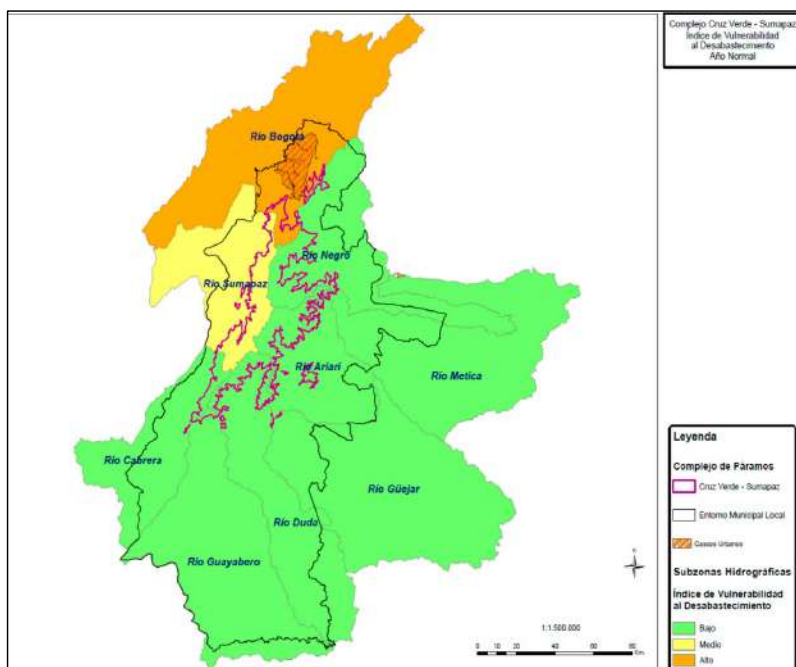 Complejo Cruz Verde - Sumapaz
Índice de Vulnerabilidad
al Desabastecimiento
Año Normal
Río Bogotá
Río Negro
Río Sumapaz
Río Ariari
Río Metica
Río Cabrera
Río Güejar
Río Duda
Río Guayabero
Leyenda
Complejo de Páramos
Cruz Verde - Sumapaz
Entorno Municipal Local
Cascos Urbanos
Subzonas Hidrográficas
Índice de Vulnerabilidad
al Desabastecimiento
Bajo
Medio
Alto
1:1.500.000
0 10 20 40 60 80
Km